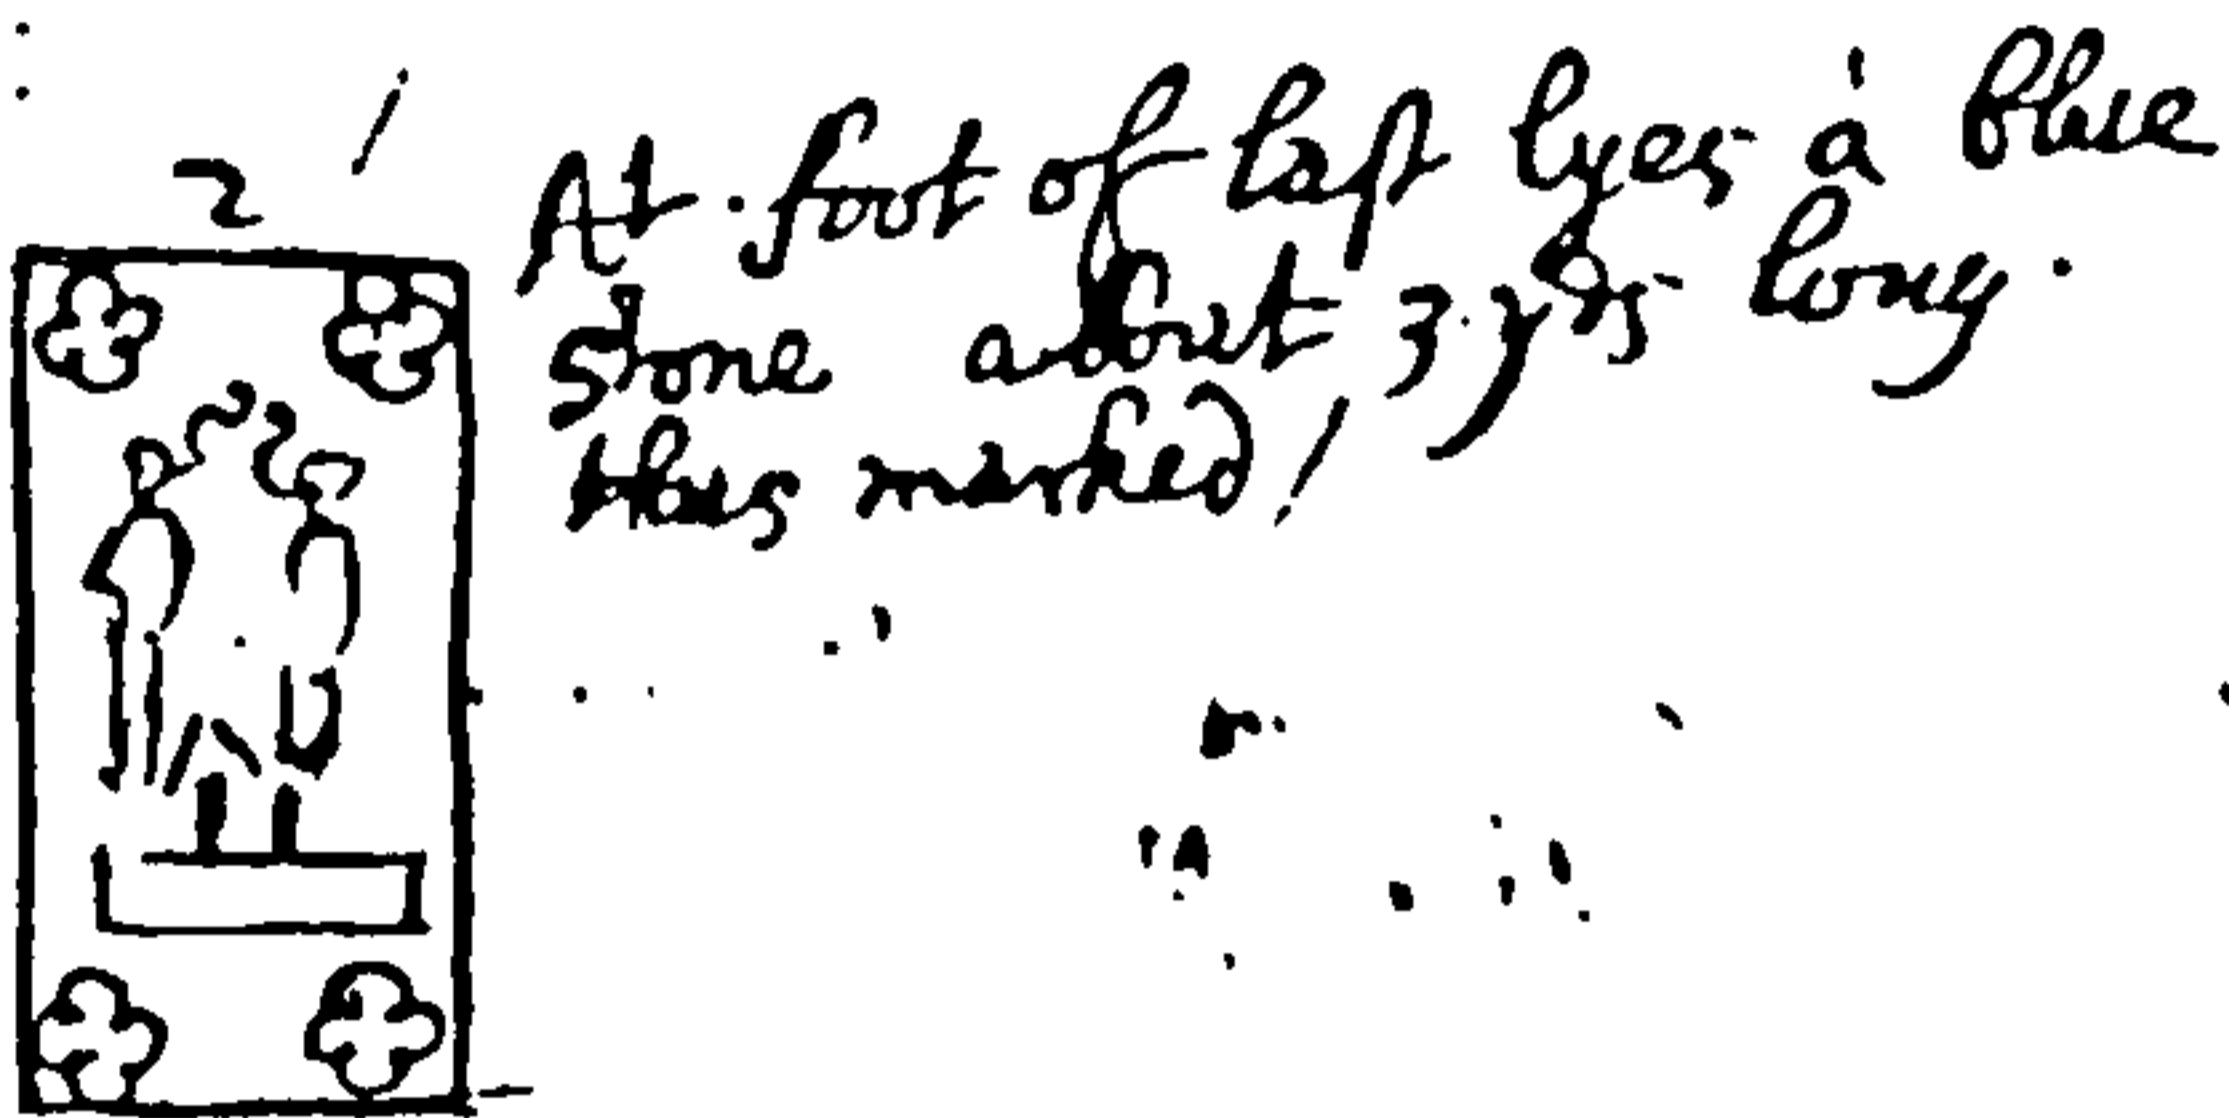 2
At foot of last lyes a blue
stone about 3 yds long
thus marked /